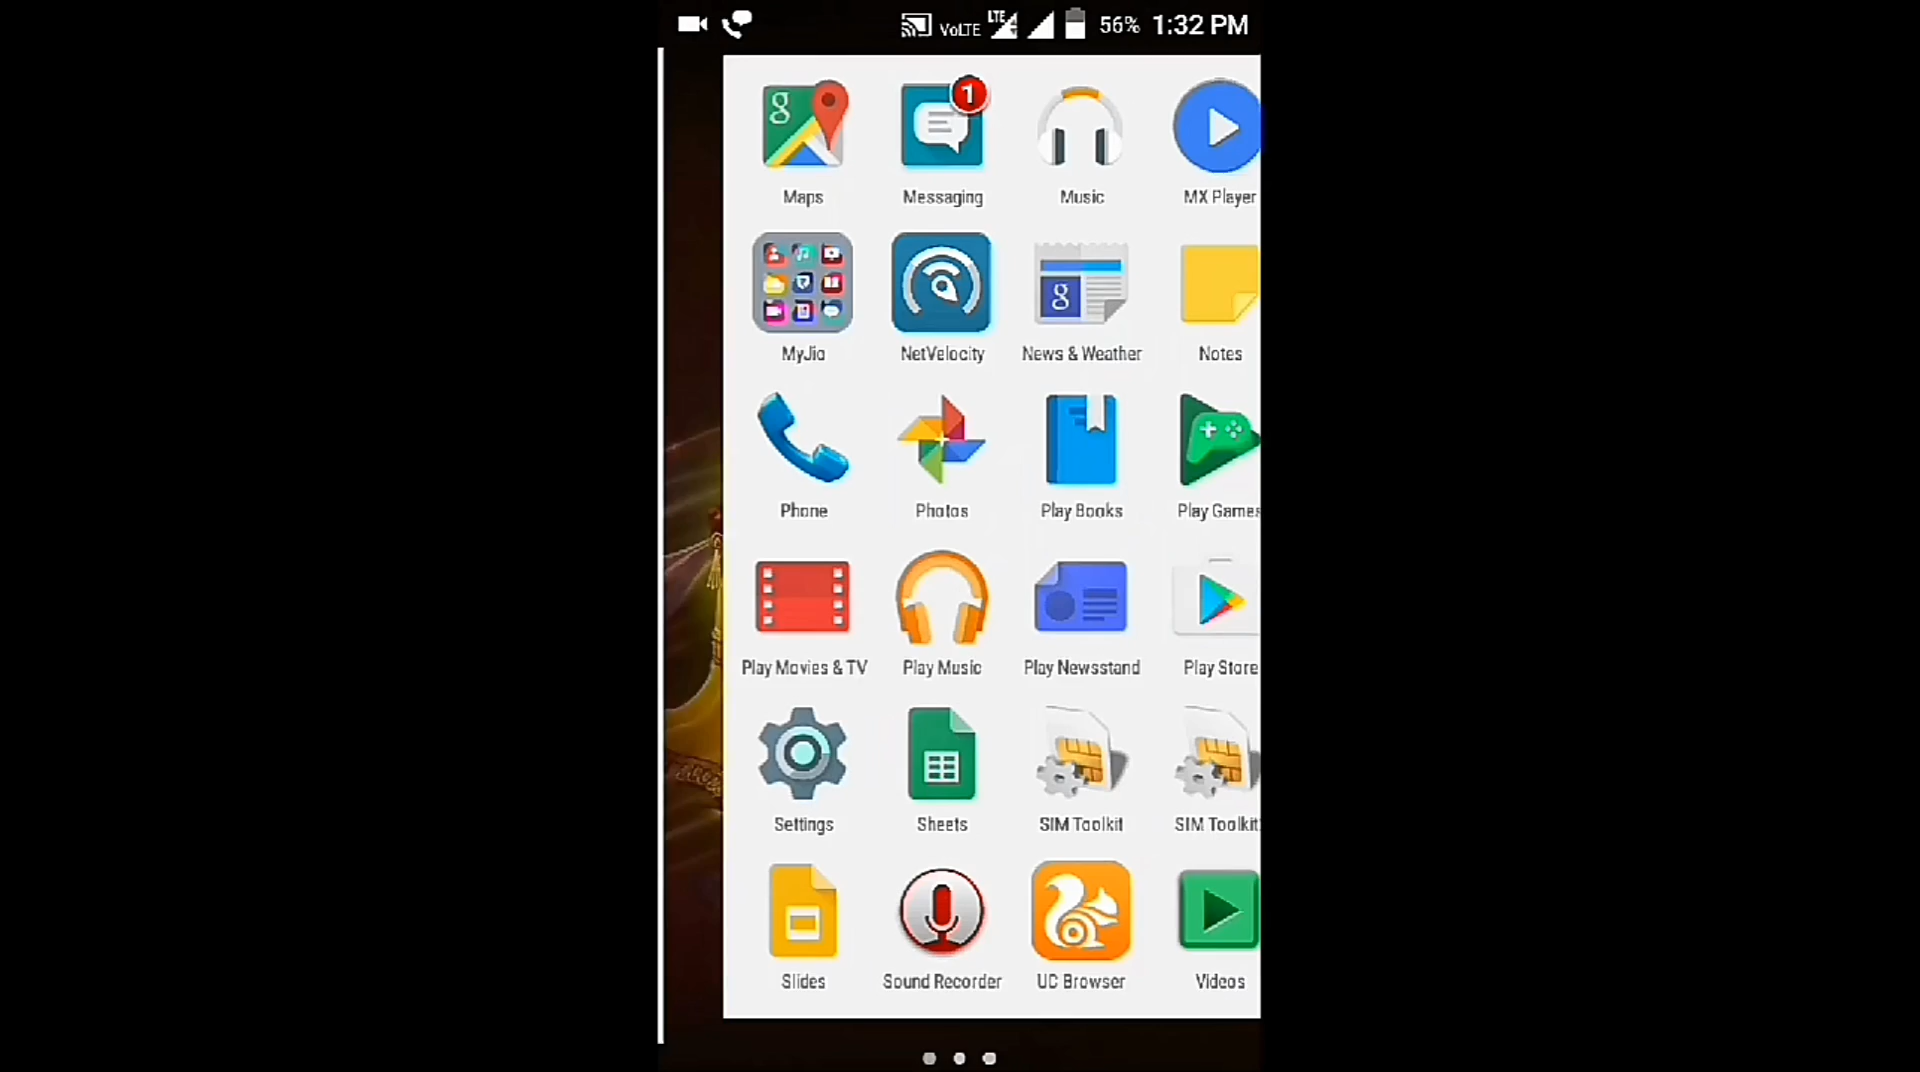 VoLTE LTE 56% 1:32 PM
1
Maps Messaging Music MX Player
MyJio NetVelocity News & Weather Notes
Phone Photos Play Books Play Games
Play Movies & TV Play Music Play Newsstand Play Store
Settings Sheets SIM Toolkit SIM Toolkit
Slides Sound Recorder UC Browser Videos